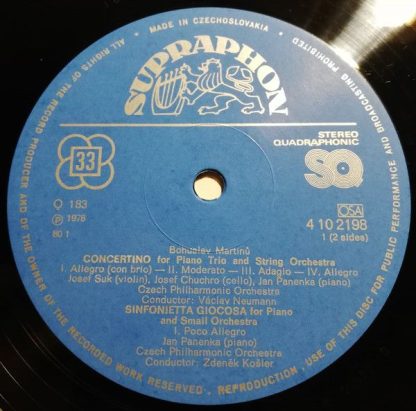 ALL RIGHTS OF THE RECORD PRODUCER AND OF THE OWNER OF THE RECORDED WORK RESERVED. REPRODUCTION, USE OF THIS DISC FOR PUBLIC PERFORMANCE AND BROADCASTING PROHIBITED
• MADE IN CZECHOSLOVAKIA •
SUPRAPHON
33
STEREO
QUADRAPHONIC
SQ
Q 183
Ⓟ 1976
80 1
OSA
4 10 2198
1 (2 sides)
Bohuslav Martinů
CONCERTINO for Piano Trio and String Orchestra
I. Allegro (con brio) — II. Moderato — III. Adagio — IV. Allegro
Josef Suk (violin), Josef Chuchro (cello), Jan Panenka (piano)
Czech Philharmonic Orchestra
Conductor: Václav Neumann
SINFONIETTA GIOCOSA for Piano
and Small Orchestra
I. Poco Allegro
Jan Panenka (piano)
Czech Philharmonic Orchestra
Conductor: Zdeněk Košler